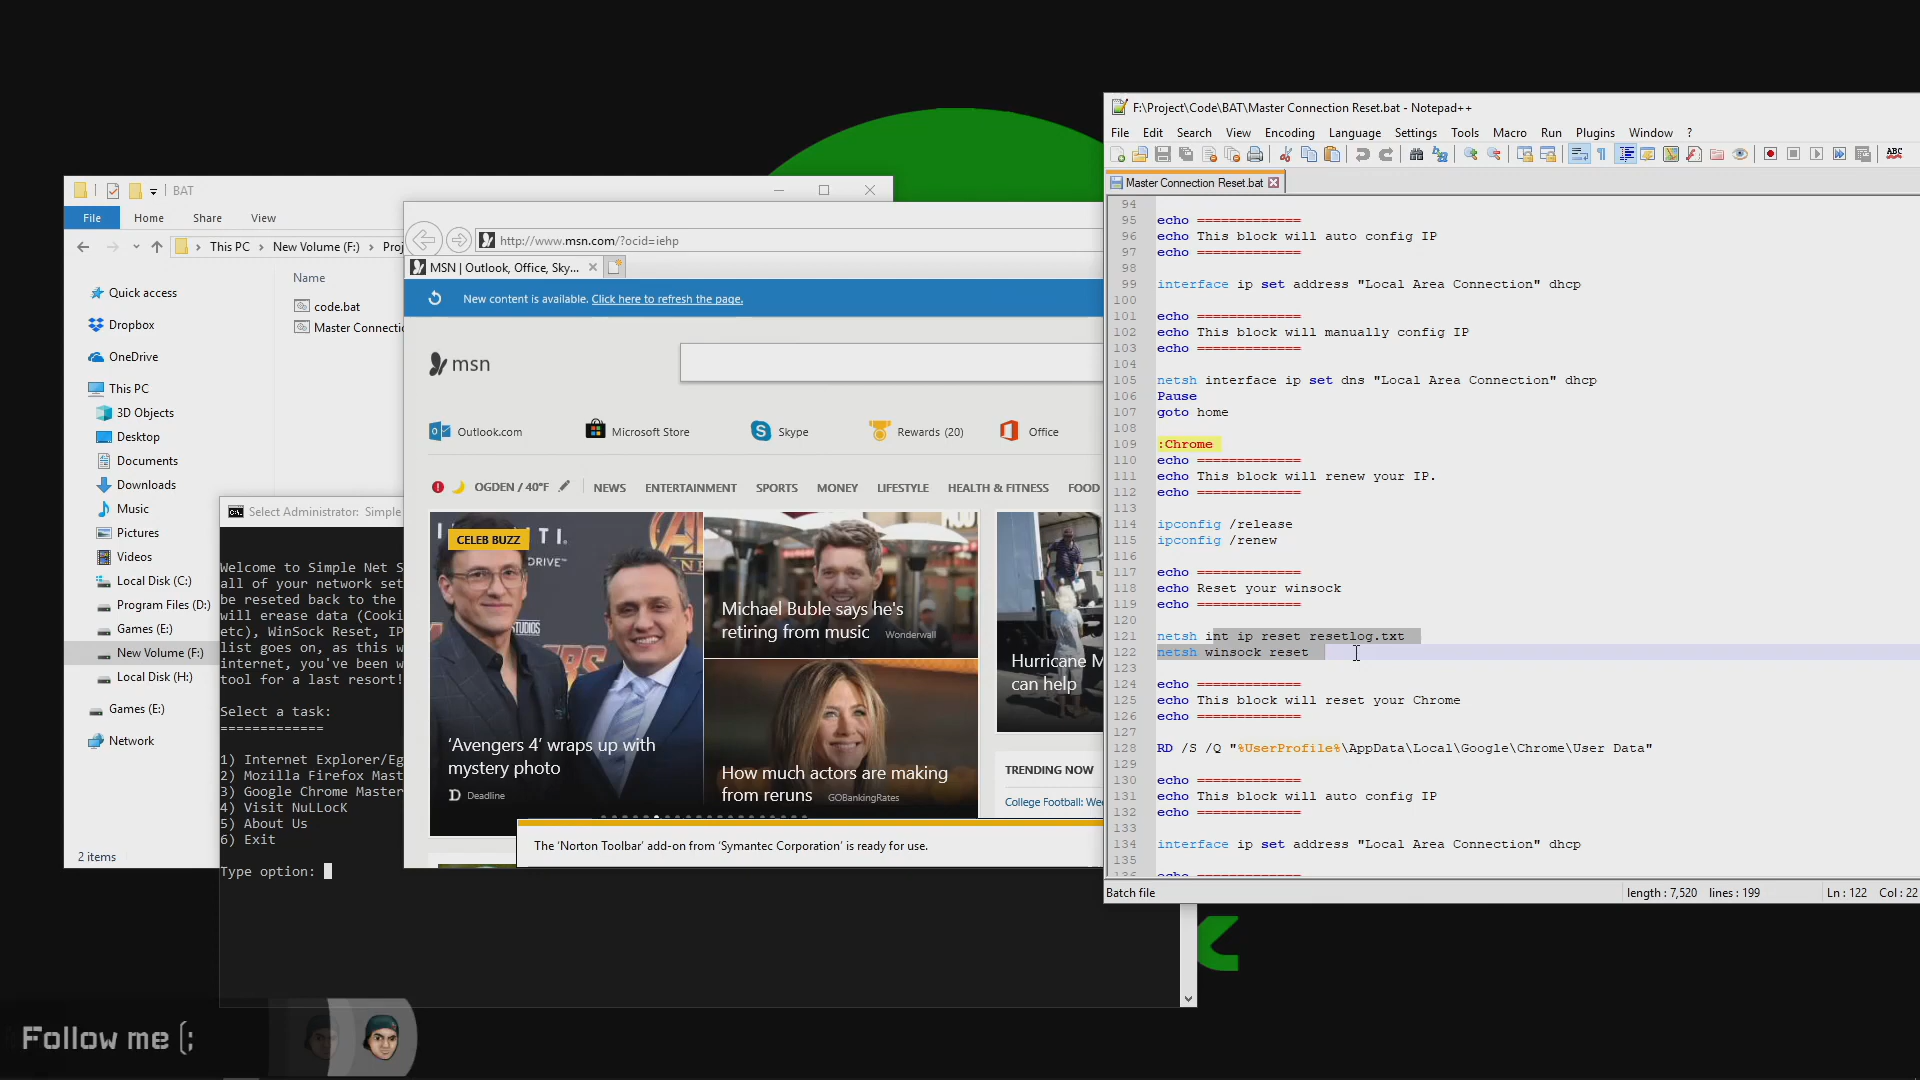 BAT
File
Home
Share
View
This PC
New Volume (F:)
Proj
Name
code.bat
Master Connectio
Quick access
Dropbox
OneDrive
This PC
3D Objects
Desktop
Documents
Downloads
Music
Pictures
Videos
Local Disk (C:)
Program Files (D:)
Games (E:)
New Volume (F:)
Local Disk (H:)
Games (E:)
Network
2 items
Select Administrator: Simple
Welcome to Simple Net S
all of your network set
be reseted back to the
will erease data (Cooki
etc), WinSock Reset, IP
list goes on, as this w
internet, you've been w
tool for a last resort!
Select a task:
=============
1) Internet Explorer/Eg
2) Mozilla Firefox Mast
3) Google Chrome Master
4) Visit NuLLocK
5) About Us
6) Exit
Type option:
http://www.msn.com/?ocid=iehp
MSN | Outlook, Office, Sky...
New content is available. Click here to refresh the page.
msn
Outlook.com
Microsoft Store
Skype
Rewards (20)
Office
OGDEN / 40°F
NEWS
ENTERTAINMENT
SPORTS
MONEY
LIFESTYLE
HEALTH & FITNESS
FOOD
CELEB BUZZ
'Avengers 4' wraps up with
mystery photo
Deadline
Michael Buble says he's
retiring from music Wonderwall
How much actors are making
from reruns GOBankingRates
Hurricane M
can help
TRENDING NOW
College Football: Wee
The 'Norton Toolbar' add-on from 'Symantec Corporation' is ready for use.
F:\Project\Code\BAT\Master Connection Reset.bat - Notepad++
File Edit Search View Encoding Language Settings Tools Macro Run Plugins Window ?
Master Connection Reset.bat
94
95 echo =============
96 echo This block will auto config IP
97 echo =============
98
99 interface ip set address "Local Area Connection" dhcp
100
101 echo =============
102 echo This block will manually config IP
103 echo =============
104
105 netsh interface ip set dns "Local Area Connection" dhcp
106 Pause
107 goto home
108
109 :Chrome
110 echo =============
111 echo This block will renew your IP.
112 echo =============
113
114 ipconfig /release
115 ipconfig /renew
116
117 echo =============
118 echo Reset your winsock
119 echo =============
120
121 netsh int ip reset resetlog.txt
122 netsh winsock reset
123
124 echo =============
125 echo This block will reset your Chrome
126 echo =============
127
128 RD /S /Q "%UserProfile%\AppData\Local\Google\Chrome\User Data"
129
130 echo =============
131 echo This block will auto config IP
132 echo =============
133
134 interface ip set address "Local Area Connection" dhcp
135
136 echo =============
Batch file
length : 7,520 lines : 199
Ln : 122 Col : 22
Follow me (;